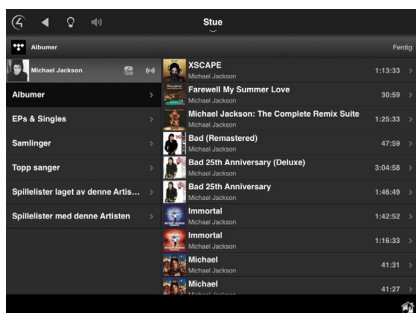 Stue
Albumer
Ferdig
Michael Jackson
Albumer
EPs & Singles
Samlinger
Topp sanger
Spillelister laget av denne Artis...
Spillelister med denne Artisten
XSCAPE
Michael Jackson
1:13:33
Farewell My Summer Love
Michael Jackson
30:59
Michael Jackson: The Complete Remix Suite
Michael Jackson
1:25:33
Bad (Remastered)
Michael Jackson
47:59
Bad 25th Anniversary (Deluxe)
Michael Jackson
3:04:58
Bad 25th Anniversary
Michael Jackson
1:46:49
Immortal
Michael Jackson
1:42:52
Immortal
Michael Jackson
1:16:33
Michael
Michael Jackson
41:31
Michael
41:27